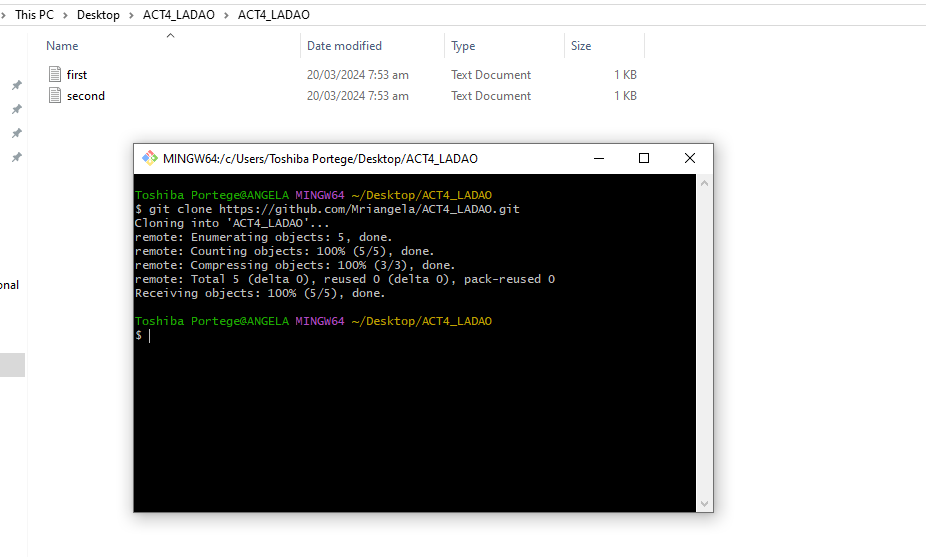 This PC > Desktop > ACT4_LADAO > ACT4_LADAO
Name Date modified Type Size
first 20/03/2024 7:53 am Text Document 1 KB
second 20/03/2024 7:53 am Text Document 1 KB
onal
MINGW64:/c/Users/Toshiba Portege/Desktop/ACT4_LADAO
Toshiba Portege@ANGELA MINGW64 ~/Desktop/ACT4_LADAO
$ git clone https://github.com/Mriangela/ACT4_LADAO.git
Cloning into 'ACT4_LADAO'...
remote: Enumerating objects: 5, done.
remote: Counting objects: 100% (5/5), done.
remote: Compressing objects: 100% (3/3), done.
remote: Total 5 (delta 0), reused 0 (delta 0), pack-reused 0
Receiving objects: 100% (5/5), done.
Toshiba Portege@ANGELA MINGW64 ~/Desktop/ACT4_LADAO
$